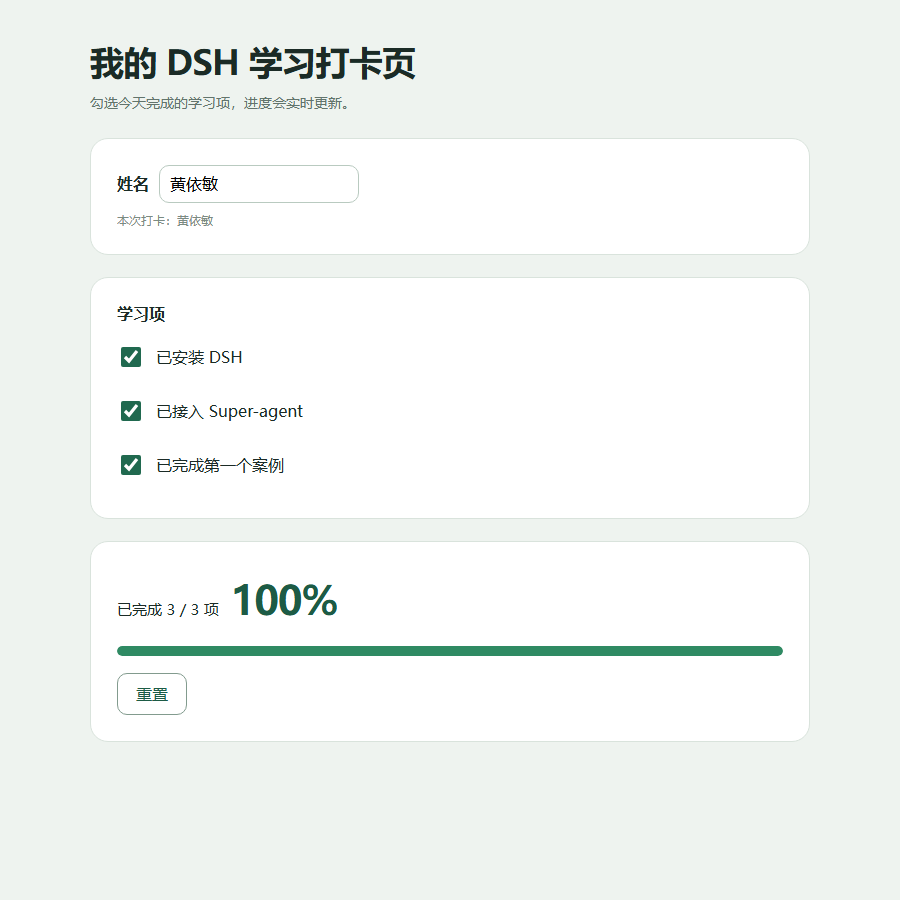 我的 DSH 学习打卡页
勾选今天完成的学习项，进度会实时更新。
姓名 黄依敏
本次打卡：黄依敏
学习项
已安装 DSH
已接入 Super-agent
已完成第一个案例
已完成 3 / 3 项 100%
重置